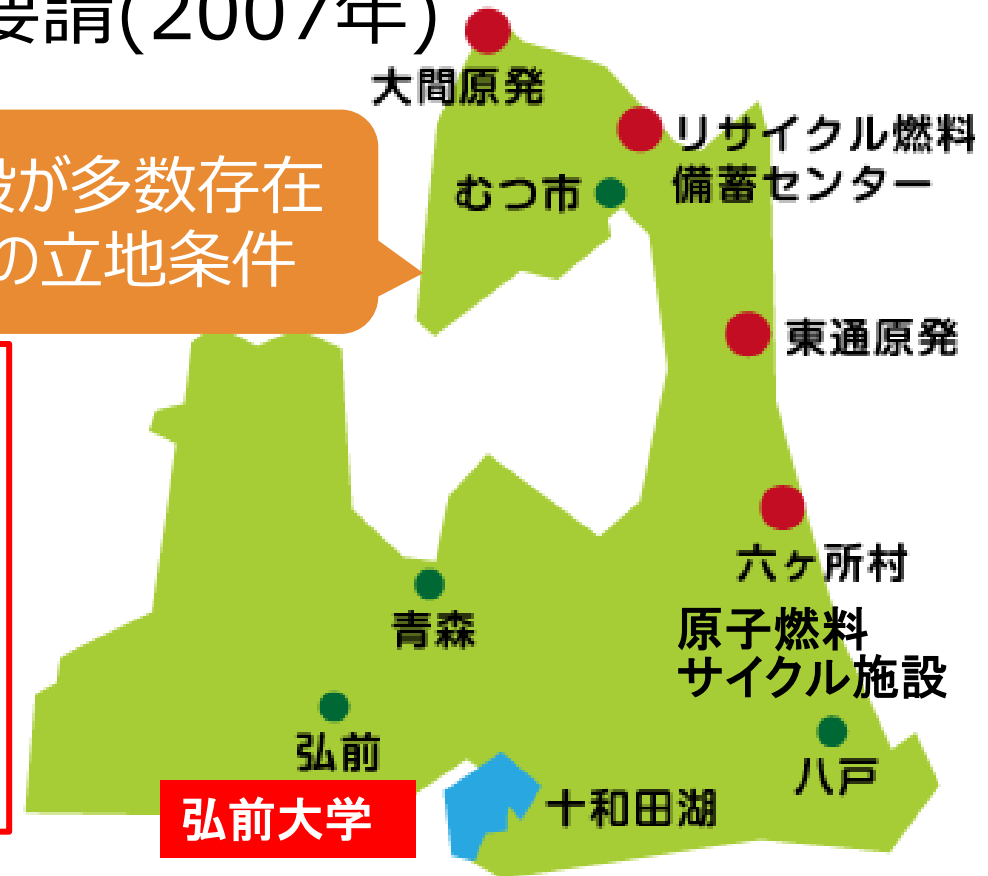 要請(2007年)
大間原発
リサイクル燃料
備蓄センター
むつ市
設が多数存在
の立地条件
東通原発
六ヶ所村
原子燃料
サイクル施設
青森
弘前
八戸
弘前大学
十和田湖